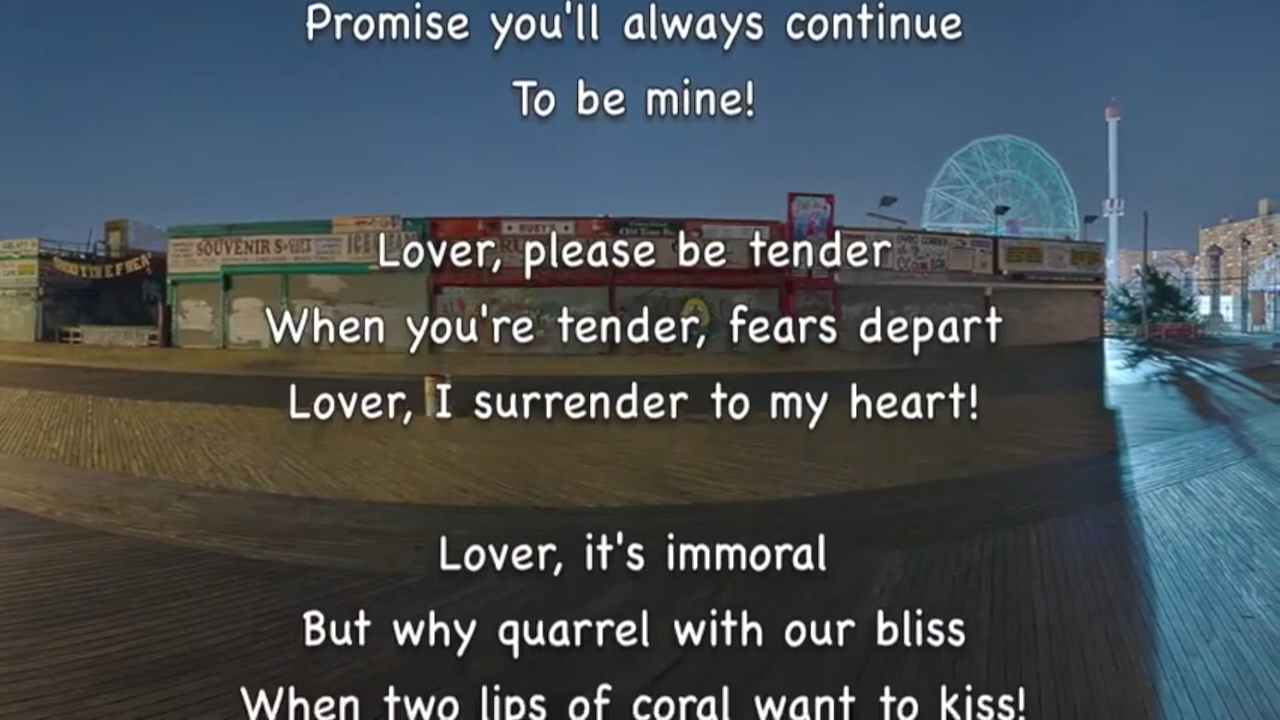 Promise you'll always continue
To be mine!
SOUVENIR
RUBY'S
Lover, please be tender
When you're tender, fears depart
Lover, I surrender to my heart!
Lover, it's immoral
But why quarrel with our bliss
When two lips of coral want to kiss!